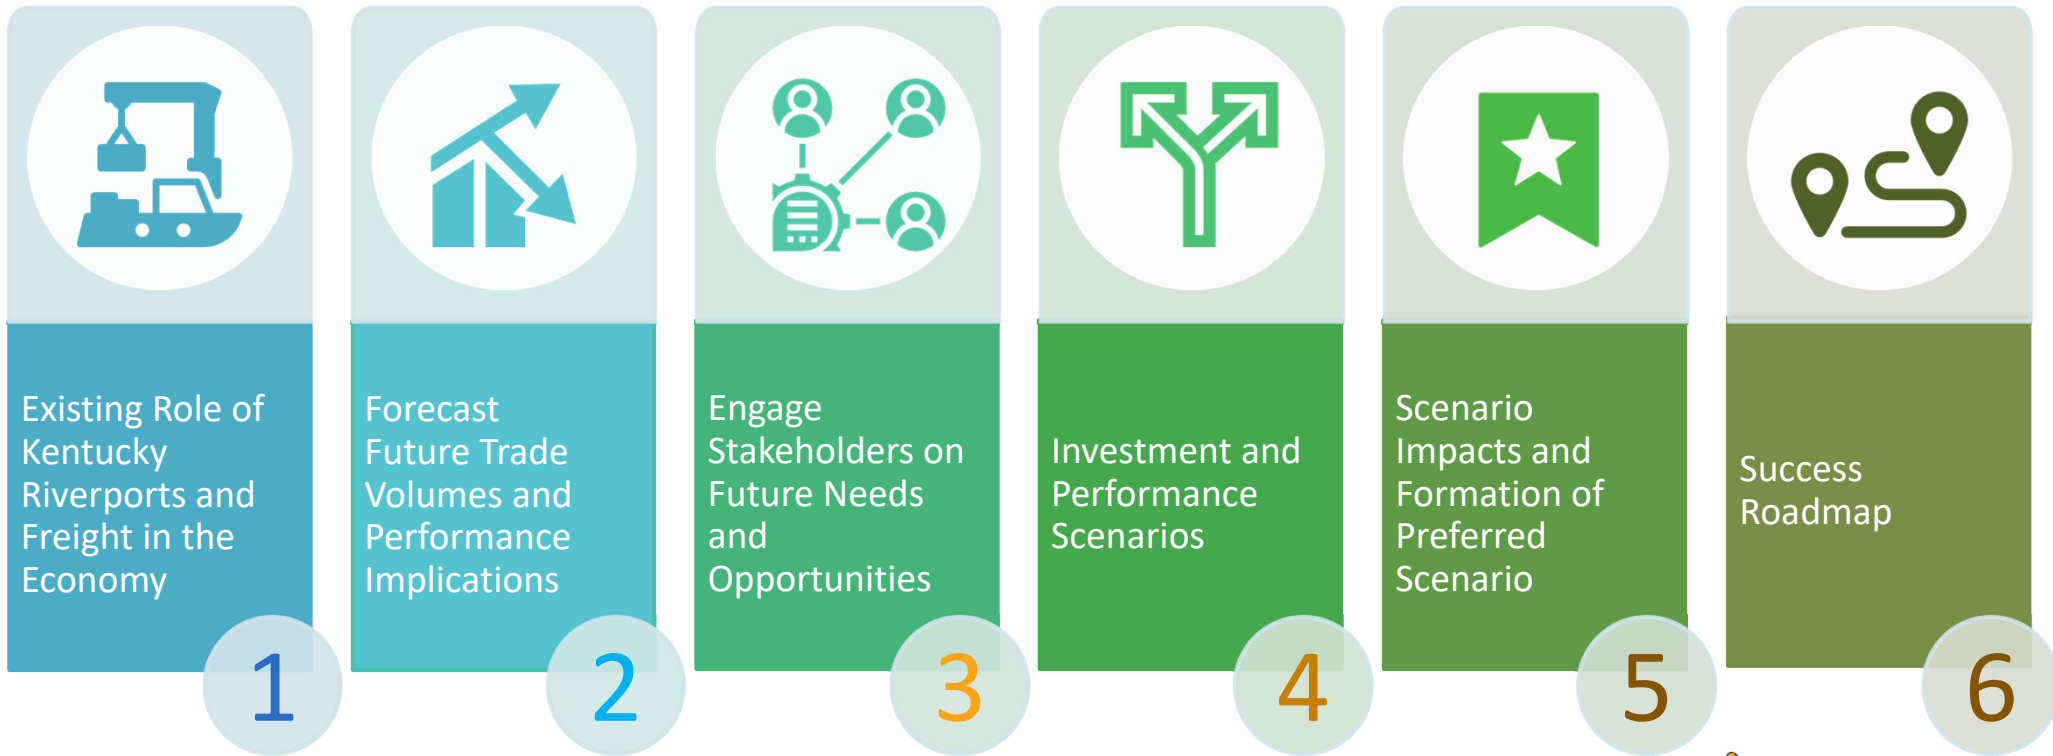 Existing Role of
Kentucky
Riverports and
Freight in the
Economy
1
Forecast
Future Trade
Volumes and
Performance
Implications
2
Engage
Stakeholders on
Future Needs
and
Opportunities
3
Investment and
Performance
Scenarios
4
Scenario
Impacts and
Formation of
Preferred
Scenario
5
Success
Roadmap
6